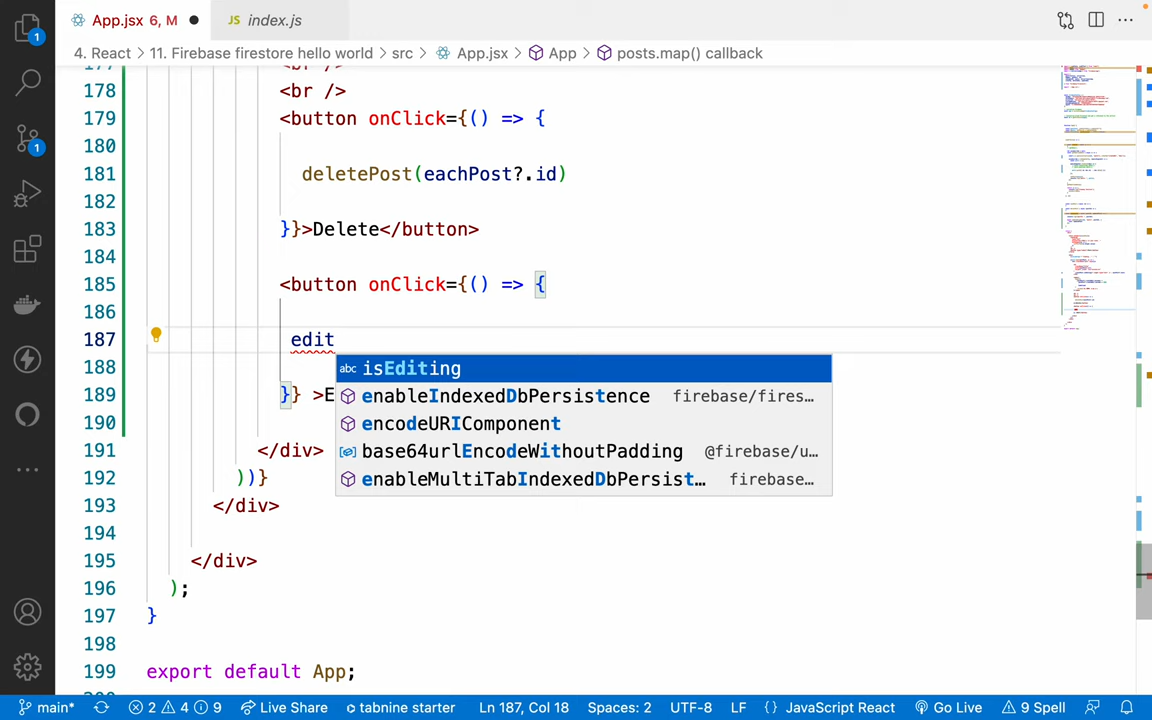 App.jsx 6, M
JS index.js
4. React > 11. Firebase firestore hello world > src > App.jsx > App > posts.map() callback
178 <br />
179 <button onClick={() => {
180
181 deletePost(eachPost?.id)
182
183 }}>Delete</button>
184
185 <button onClick={() => {
186
187 edit
188
189 }} >E
190
191 </div>
192 ))}
193 </div>
194
195 </div>
196 );
197 }
198
199 export default App;
abc isEditing
enableIndexedDbPersistence firebase/fires...
encodeURIComponent
base64urlEncodeWithoutPadding @firebase/u...
enableMultiTabIndexedDbPersist... firebase...
1
1
main* 2 4 9 Live Share tabnine starter Ln 187, Col 18 Spaces: 2 UTF-8 LF {} JavaScript React Go Live 9 Spell